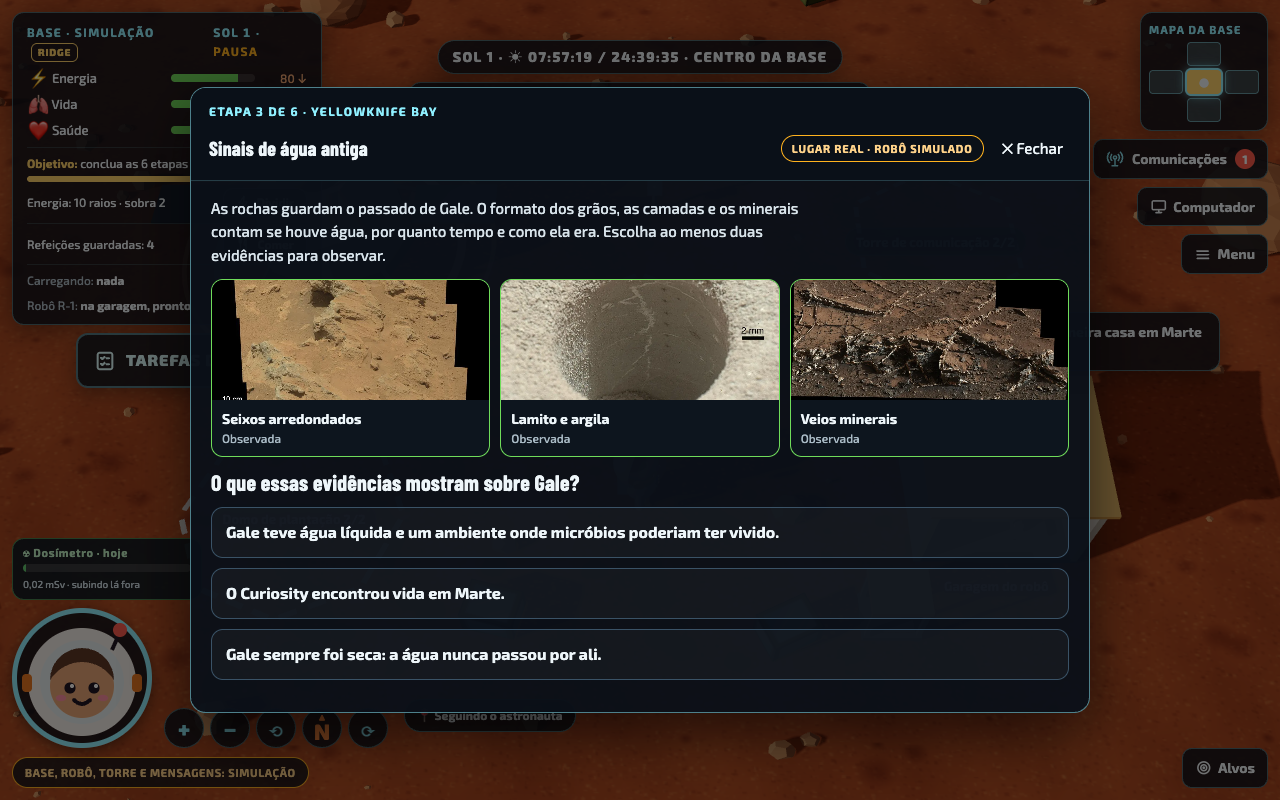 BASE · SIMULAÇÃO
RIDGE
SOL 1 · PAUSA
Energia
80 ↓
Vida
Saúde
Objetivo: conclua as 6 etapas
Energia: 10 raios · sobra 2
Refeições guardadas: 4
Carregando: nada
Robô R-1: na garagem, pronto
TAREFAS
SOL 1 · ☀ 07:57:19 / 24:39:35 · CENTRO DA BASE
MAPA DA BASE
Comunicações 1
Computador
Menu
ra casa em Marte
ETAPA 3 DE 6 · YELLOWKNIFE BAY
Sinais de água antiga
LUGAR REAL · ROBÔ SIMULADO
Fechar
As rochas guardam o passado de Gale. O formato dos grãos, as camadas e os minerais
contam se houve água, por quanto tempo e como ela era. Escolha ao menos duas
evidências para observar.
2 mm
Seixos arredondados
Observada
Lamito e argila
Observada
Veios minerais
Observada
O que essas evidências mostram sobre Gale?
Gale teve água líquida e um ambiente onde micróbios poderiam ter vivido.
O Curiosity encontrou vida em Marte.
Gale sempre foi seca: a água nunca passou por ali.
Dosímetro · hoje
0,02 mSv · subindo lá fora
N
Seguindo o astronauta
BASE, ROBÔ, TORRE E MENSAGENS: SIMULAÇÃO
Alvos